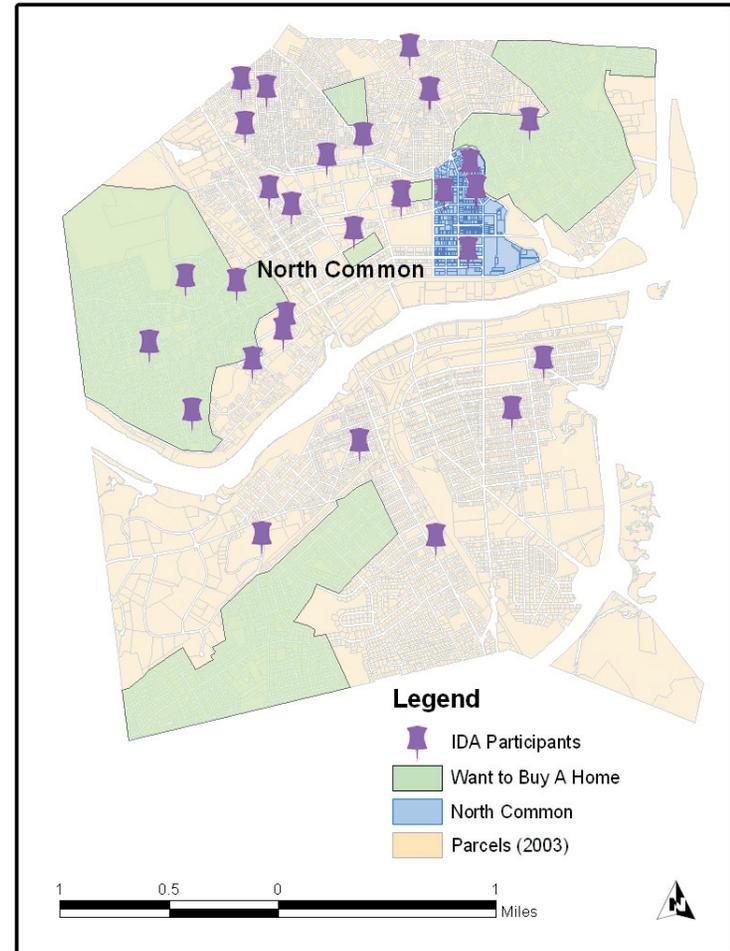 North Common
Legend
IDA Participants
Want to Buy A Home
North Common
Parcels (2003)
1 0.5 0 1
Miles
N